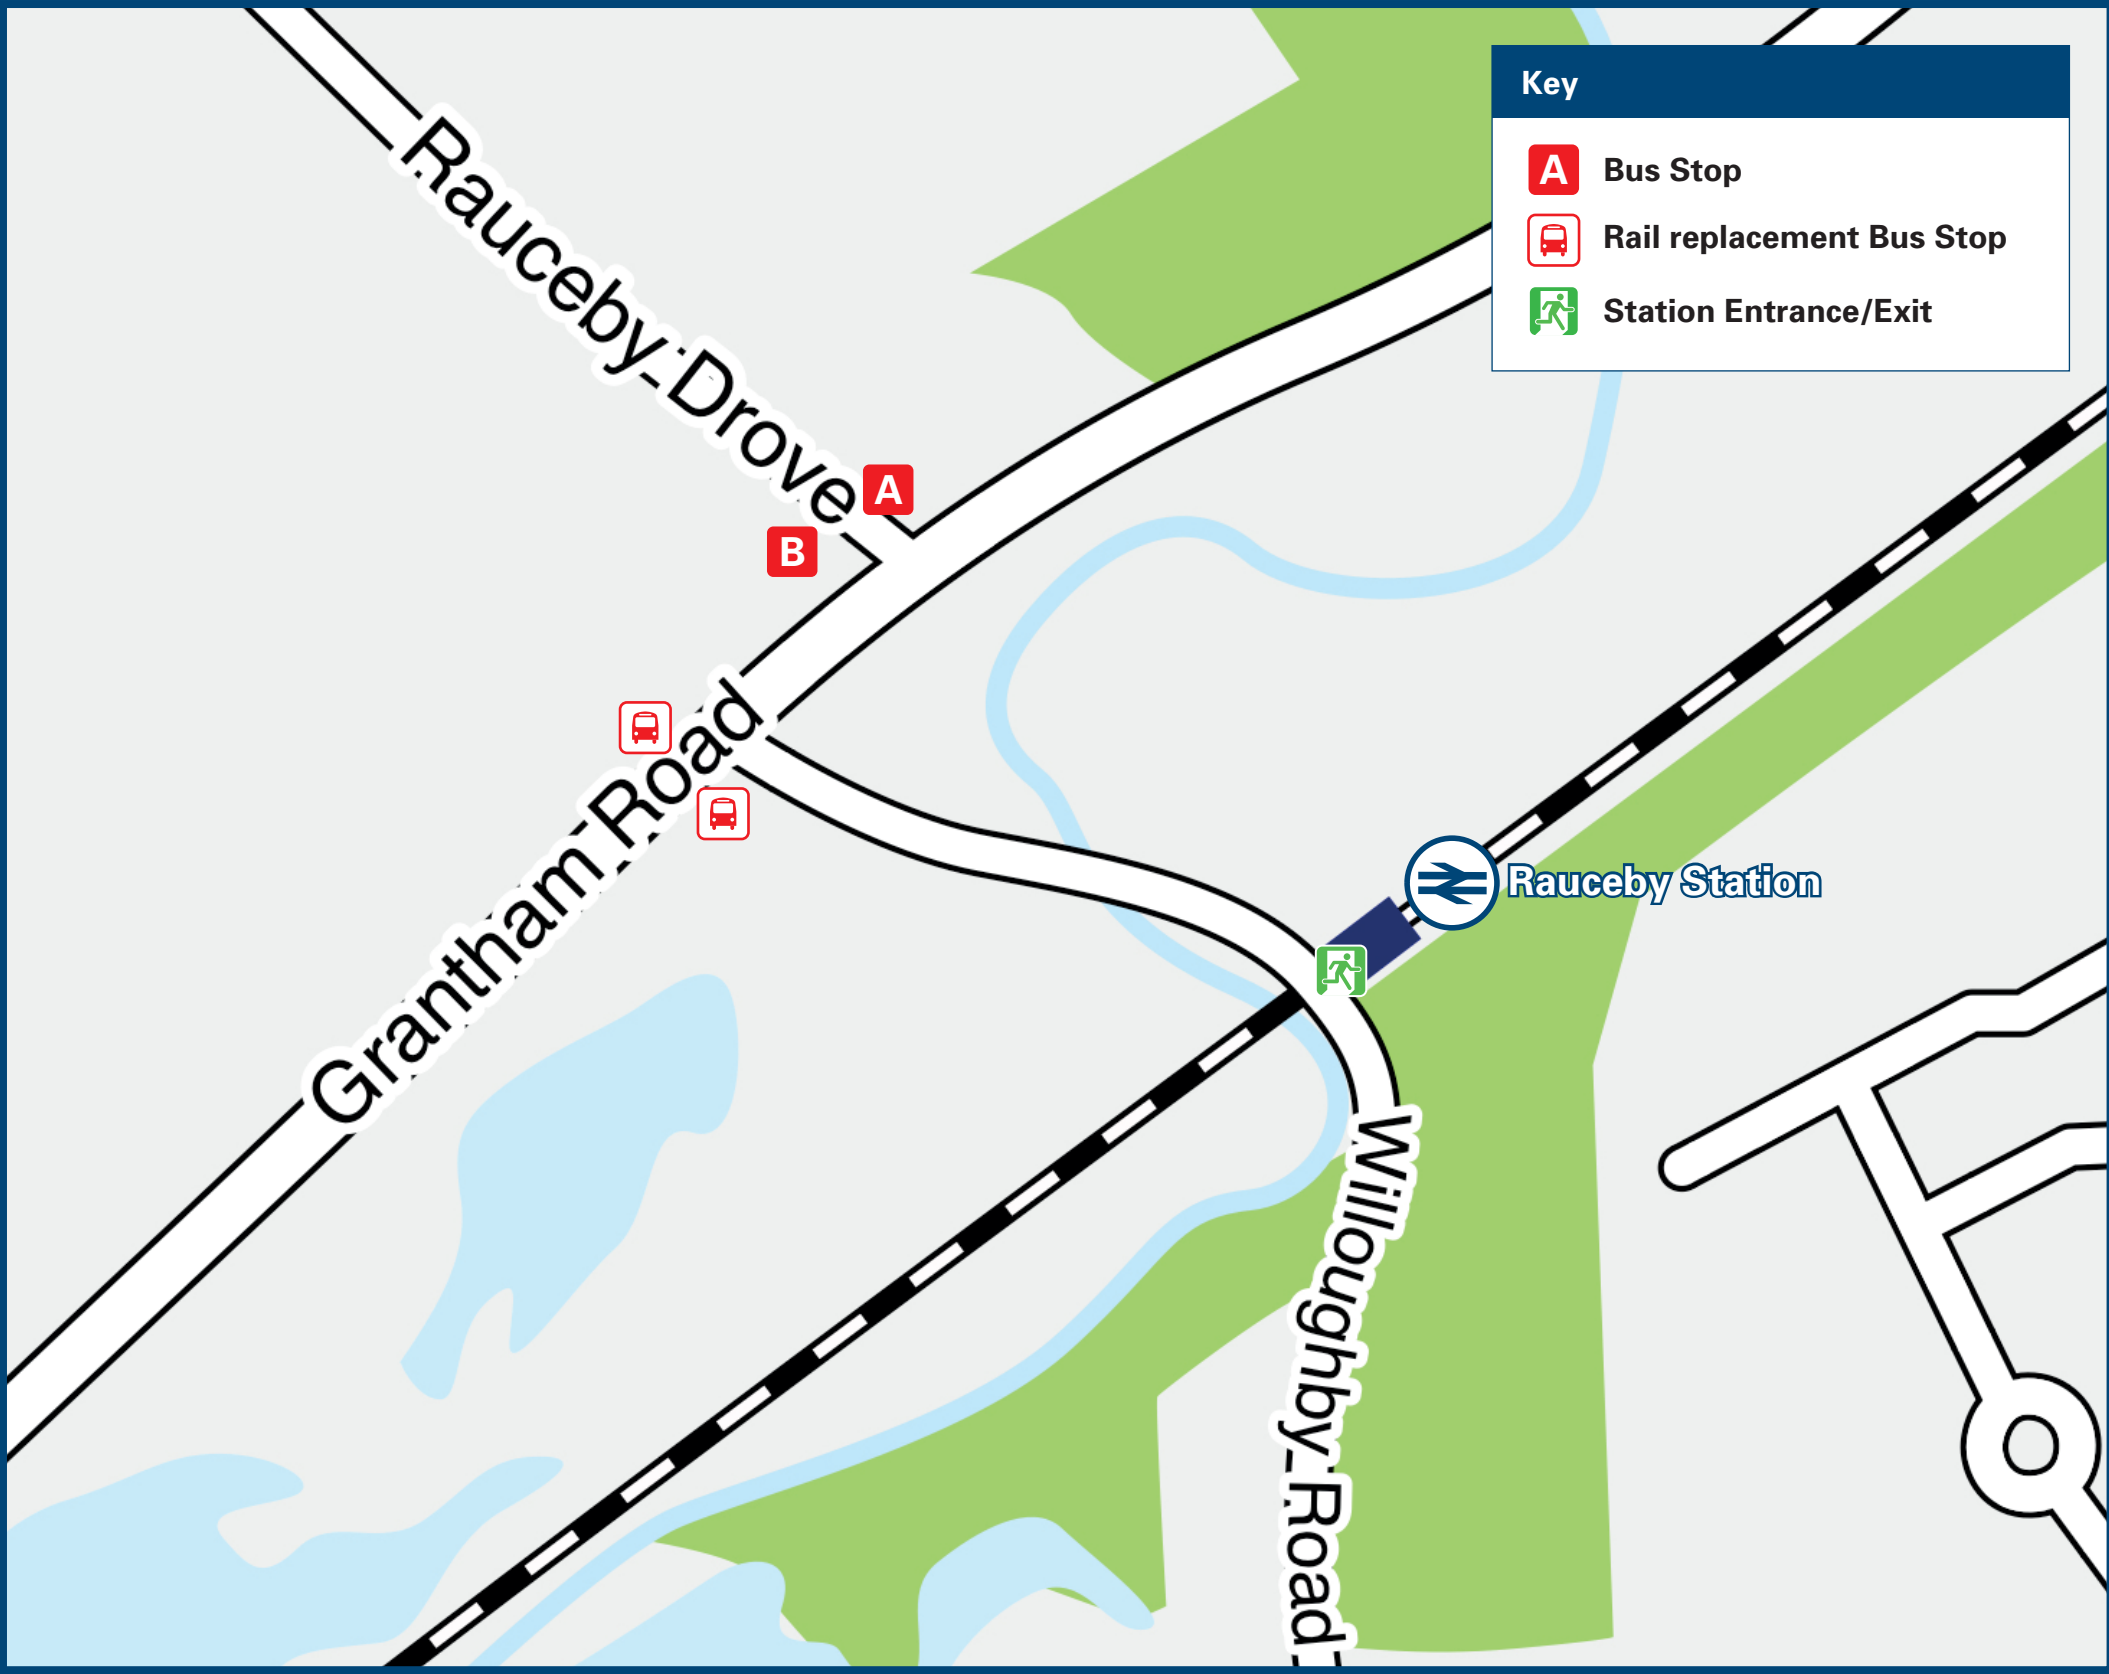 Key
A Bus Stop
Rail replacement Bus Stop
Station Entrance/Exit
Rauceby Drove
A
B
Grantham Road
Rauceby Station
Willoughby Road